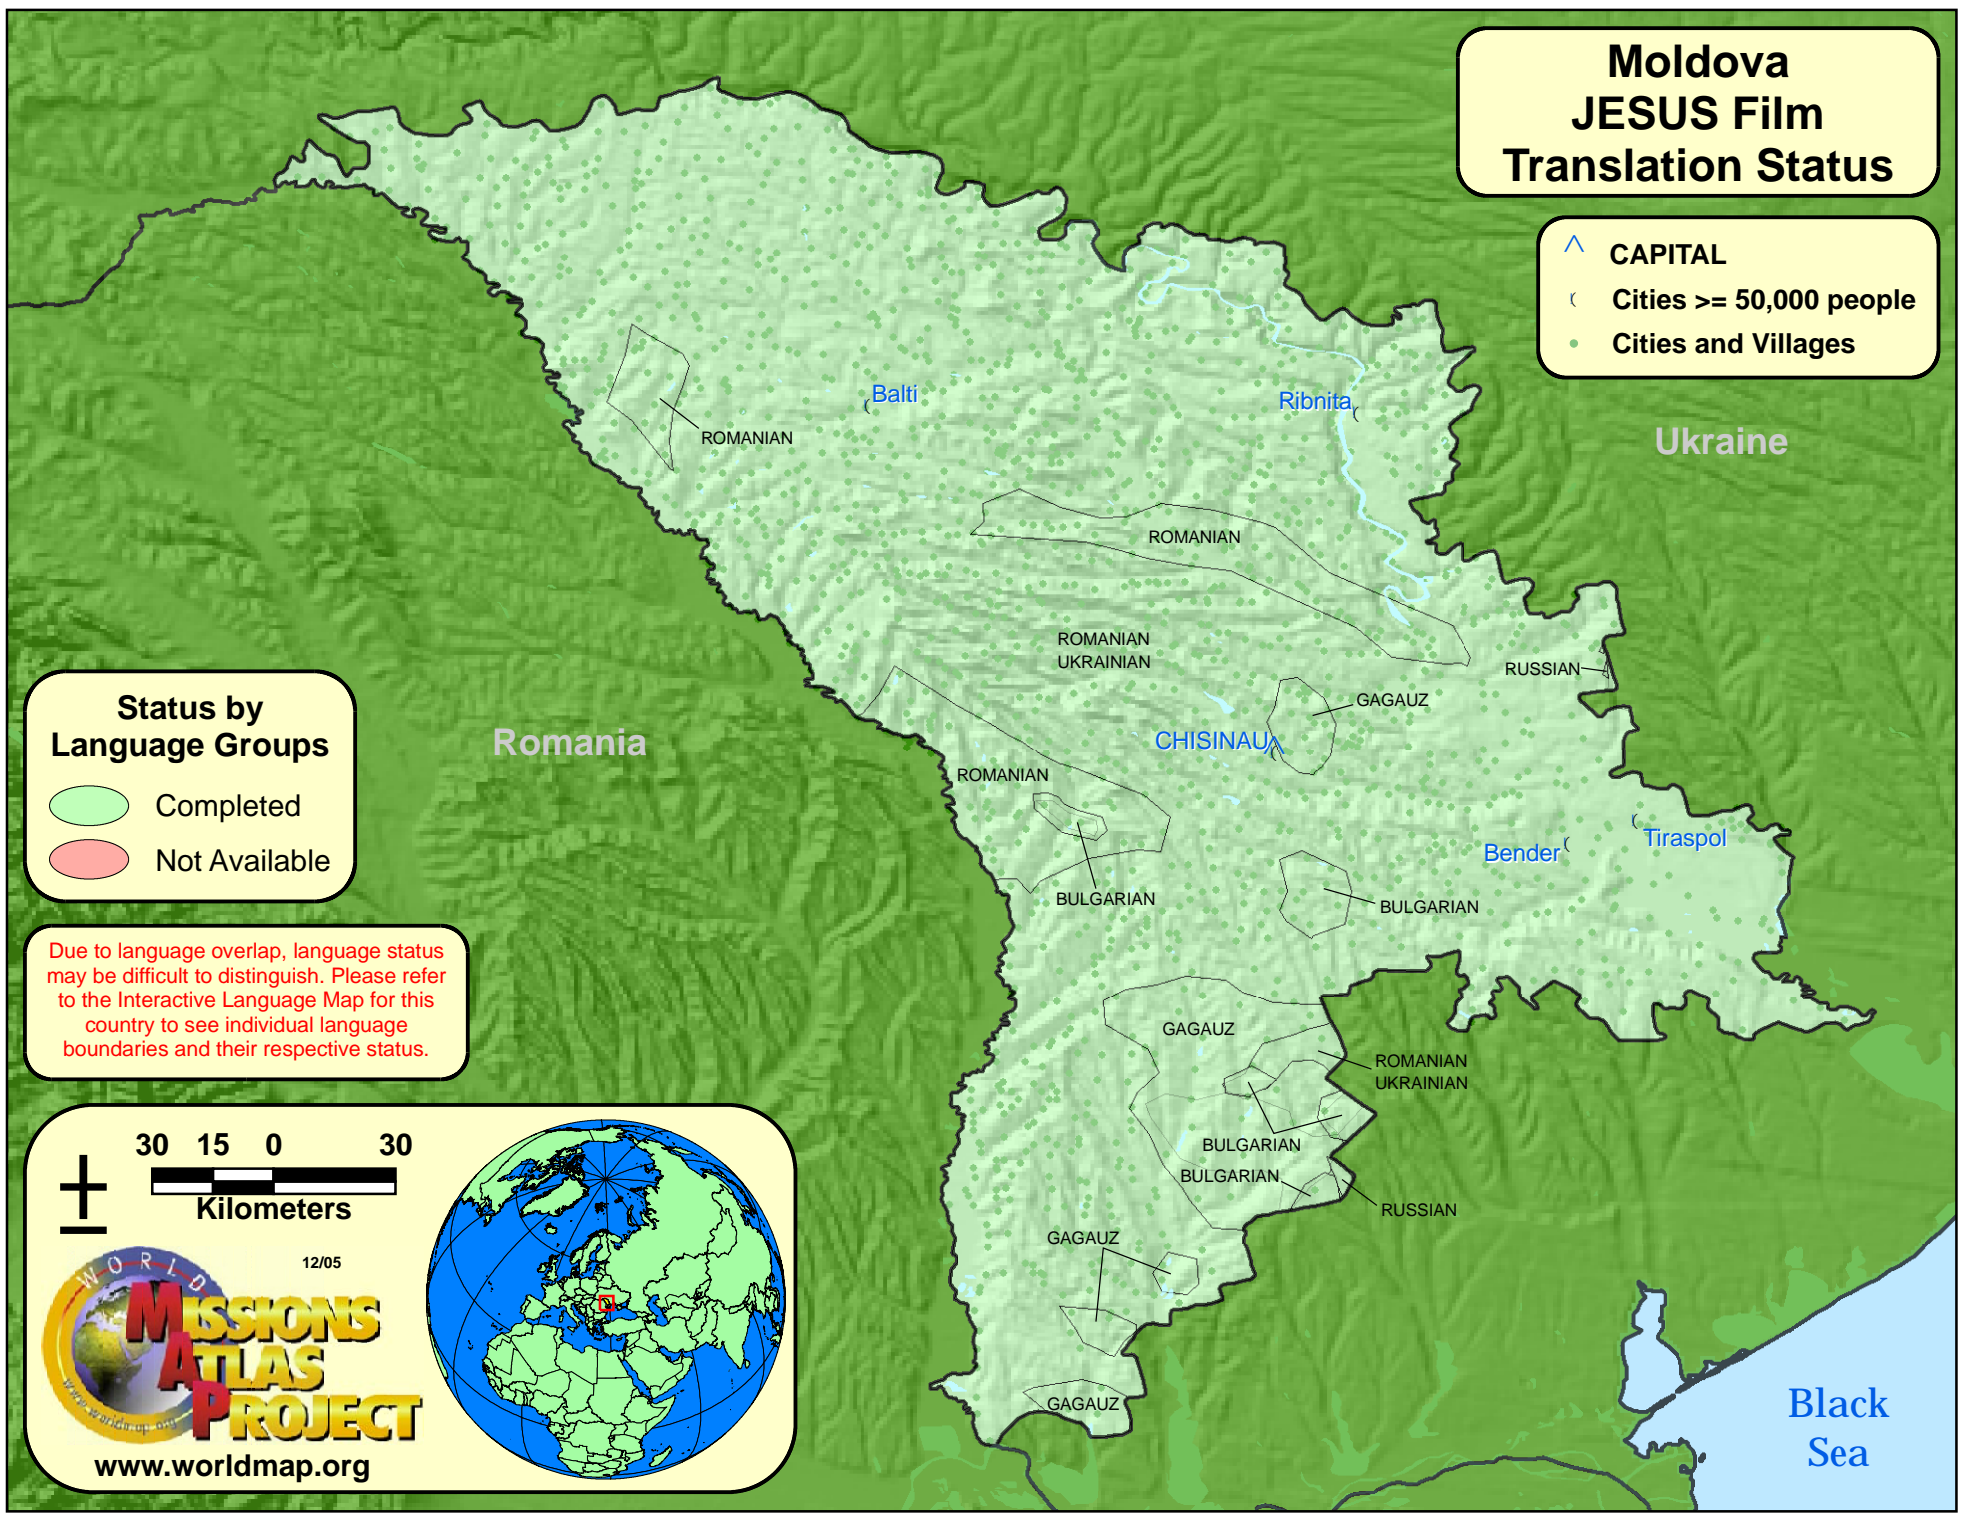 Moldova
JESUS Film
Translation Status
CAPITAL
Cities >= 50,000 people
Cities and Villages
Balti
Ribnita
Ukraine
ROMANIAN
ROMANIAN
ROMANIAN
UKRAINIAN
RUSSIAN
GAGAUZ
CHISINAU
Romania
ROMANIAN
Bender
Tiraspol
BULGARIAN
BULGARIAN
GAGAUZ
ROMANIAN
UKRAINIAN
BULGARIAN
BULGARIAN
RUSSIAN
GAGAUZ
GAGAUZ
Black
Sea
Status by
Language Groups
Completed
Not Available
Due to language overlap, language status
may be difficult to distinguish. Please refer
to the Interactive Language Map for this
country to see individual language
boundaries and their respective status.
30 15 0 30
Kilometers
12/05
WORLD
MISSIONS
ATLAS
PROJECT
www.worldmap.org
www.worldmap.org